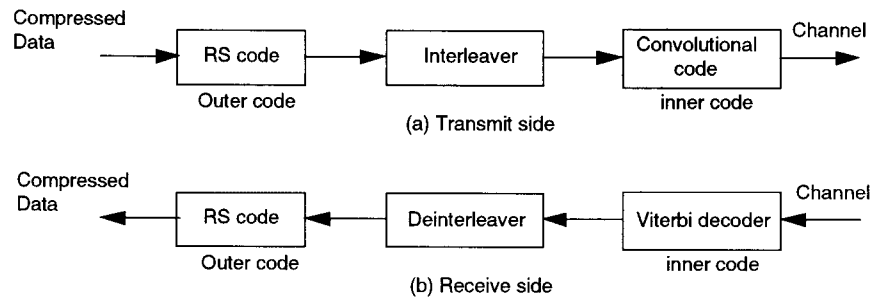 Compressed
Data
RS code
Outer code
Interleaver
Convolutional
code
inner code
Channel
(a) Transmit side
Compressed
Data
RS code
Outer code
Deinterleaver
Viterbi decoder
inner code
Channel
(b) Receive side